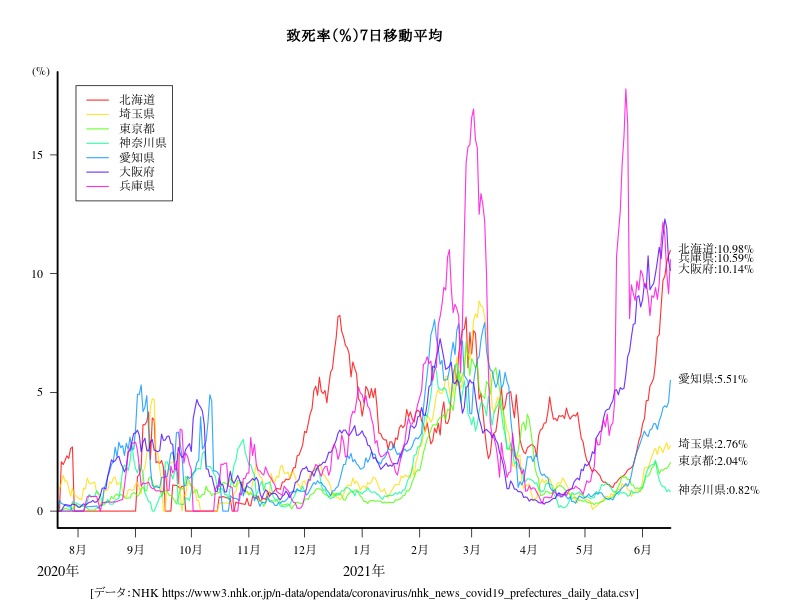 致死率(%)7日移動平均
(%)
北海道
埼玉県
東京都
神奈川県
愛知県
大阪府
兵庫県
15
10
5
0
北海道:10.98%
兵庫県:10.59%
大阪府:10.14%
愛知県:5.51%
埼玉県:2.76%
東京都:2.04%
神奈川県:0.82%
8月 9月 10月 11月 12月 1月 2月 3月 4月 5月 6月
2020年 2021年
[データ:NHK https://www3.nhk.or.jp/n-data/opendata/coronavirus/nhk_news_covid19_prefectures_daily_data.csv]